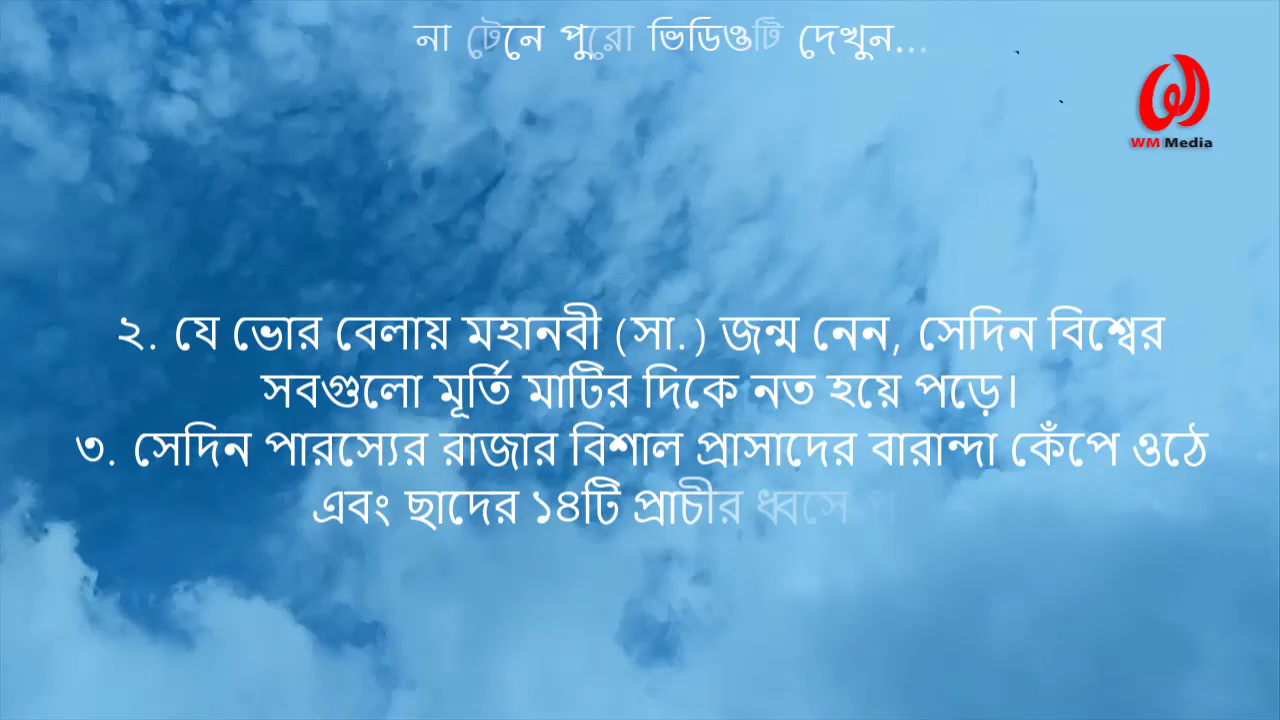 না টেনে পুরো ভিডিওটি দেখুন...
WM Media
২. যে ভোর বেলায় মহানবী (সা.) জন্ম নেন, সেদিন বিশ্বের
সবগুলো মূর্তি মাটির দিকে নত হয়ে পড়ে।
৩. সেদিন পারস্যের রাজার বিশাল প্রাসাদের বারান্দা কেঁপে ওঠে
এবং ছাদের ১৪টি প্রাচীর ধ্বসে